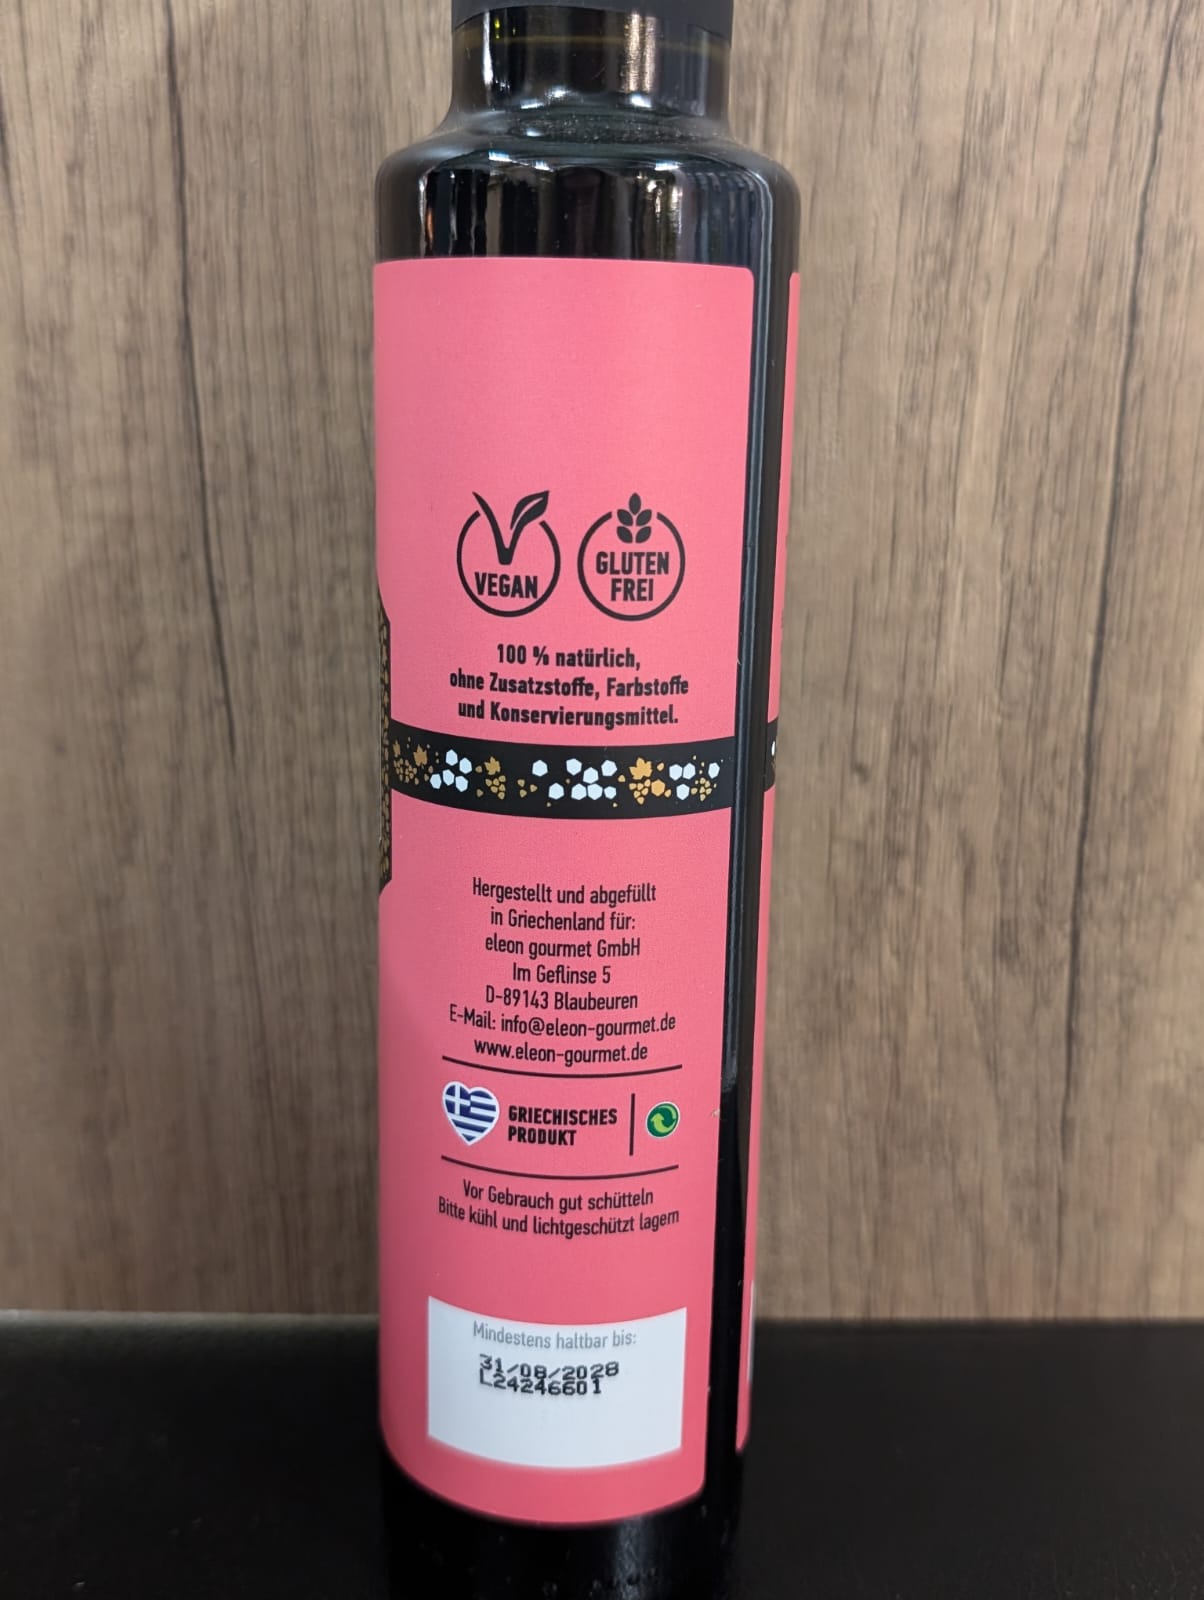 VEGAN
GLUTEN
FREI
100 % natürlich,
ohne Zusatzstoffe, Farbstoffe
und Konservierungsmittel.
Hergestellt und abgefüllt
in Griechenland für:
eleon gourmet GmbH
Im Geflinse 5
D-89143 Blaubeuren
E-Mail: info@eleon-gourmet.de
www.eleon-gourmet.de
GRIECHISCHES
PRODUKT
Vor Gebrauch gut schütteln
Bitte kühl und lichtgeschützt lagern
Mindestens haltbar bis:
31/08/2028
L24246601